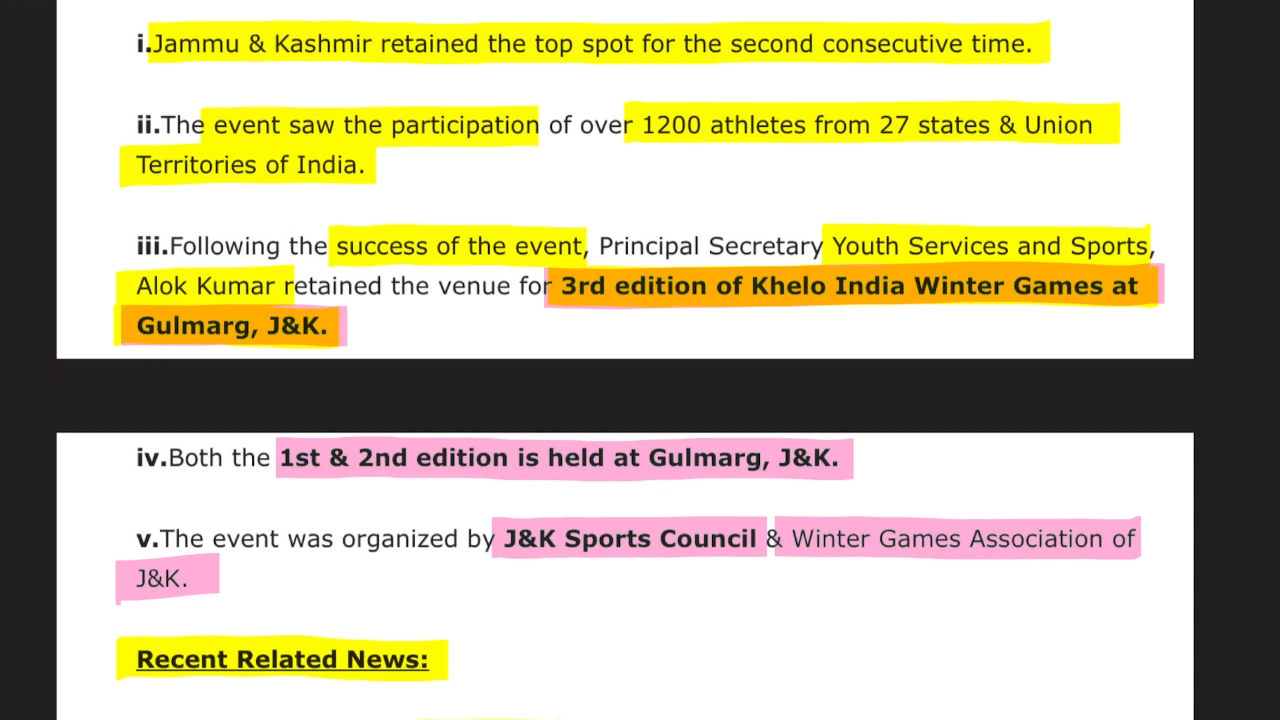 i.Jammu & Kashmir retained the top spot for the second consecutive time.
ii.The event saw the participation of over 1200 athletes from 27 states & Union
Territories of India.
iii.Following the success of the event, Principal Secretary Youth Services and Sports,
Alok Kumar retained the venue for 3rd edition of Khelo India Winter Games at
Gulmarg, J&K.
iv.Both the 1st & 2nd edition is held at Gulmarg, J&K.
v.The event was organized by J&K Sports Council & Winter Games Association of
J&K.
Recent Related News: